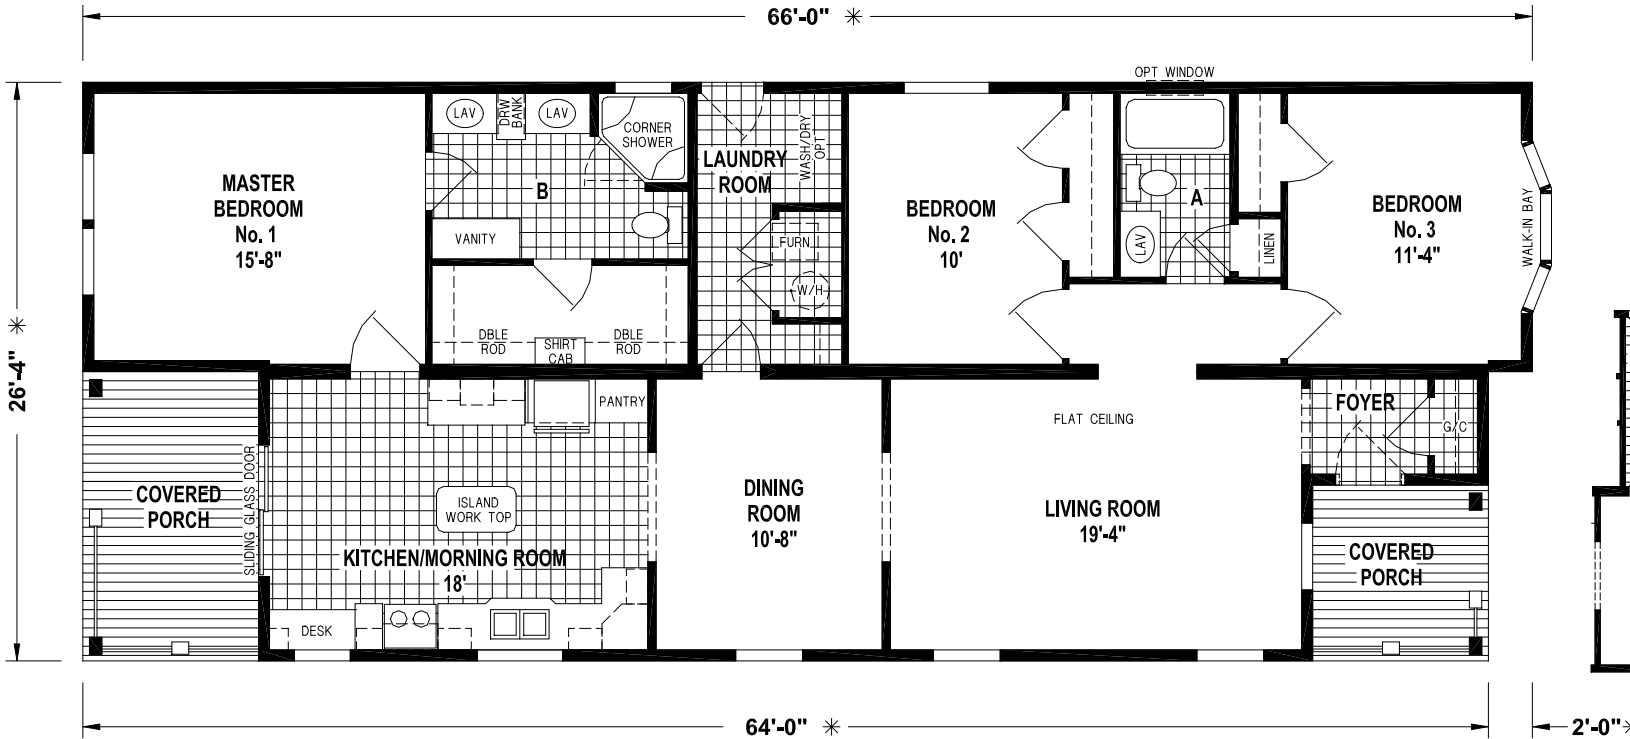 66'-0" ✳
OPT WINDOW
LAV
DRW
BANK
LAV
CORNER
SHOWER
WASH/DRY
OPT
LAUNDRY
ROOM
MASTER
BEDROOM
No. 1
15'-8"
B
VANITY
BEDROOM
No. 2
10'
A
LAV
LINEN
BEDROOM
No. 3
11'-4"
WALK-IN BAY
FURN
W/H
DBLE
ROD
SHIRT
CAB
DBLE
ROD
26'-4" ✳
PANTRY
FLAT CEILING
FOYER
G/C
COVERED
PORCH
SLIDING GLASS DOOR
ISLAND
WORK TOP
KITCHEN/MORNING ROOM
18'
DINING
ROOM
10'-8"
LIVING ROOM
19'-4"
COVERED
PORCH
DESK
64'-0" ✳
2'-0" ✳